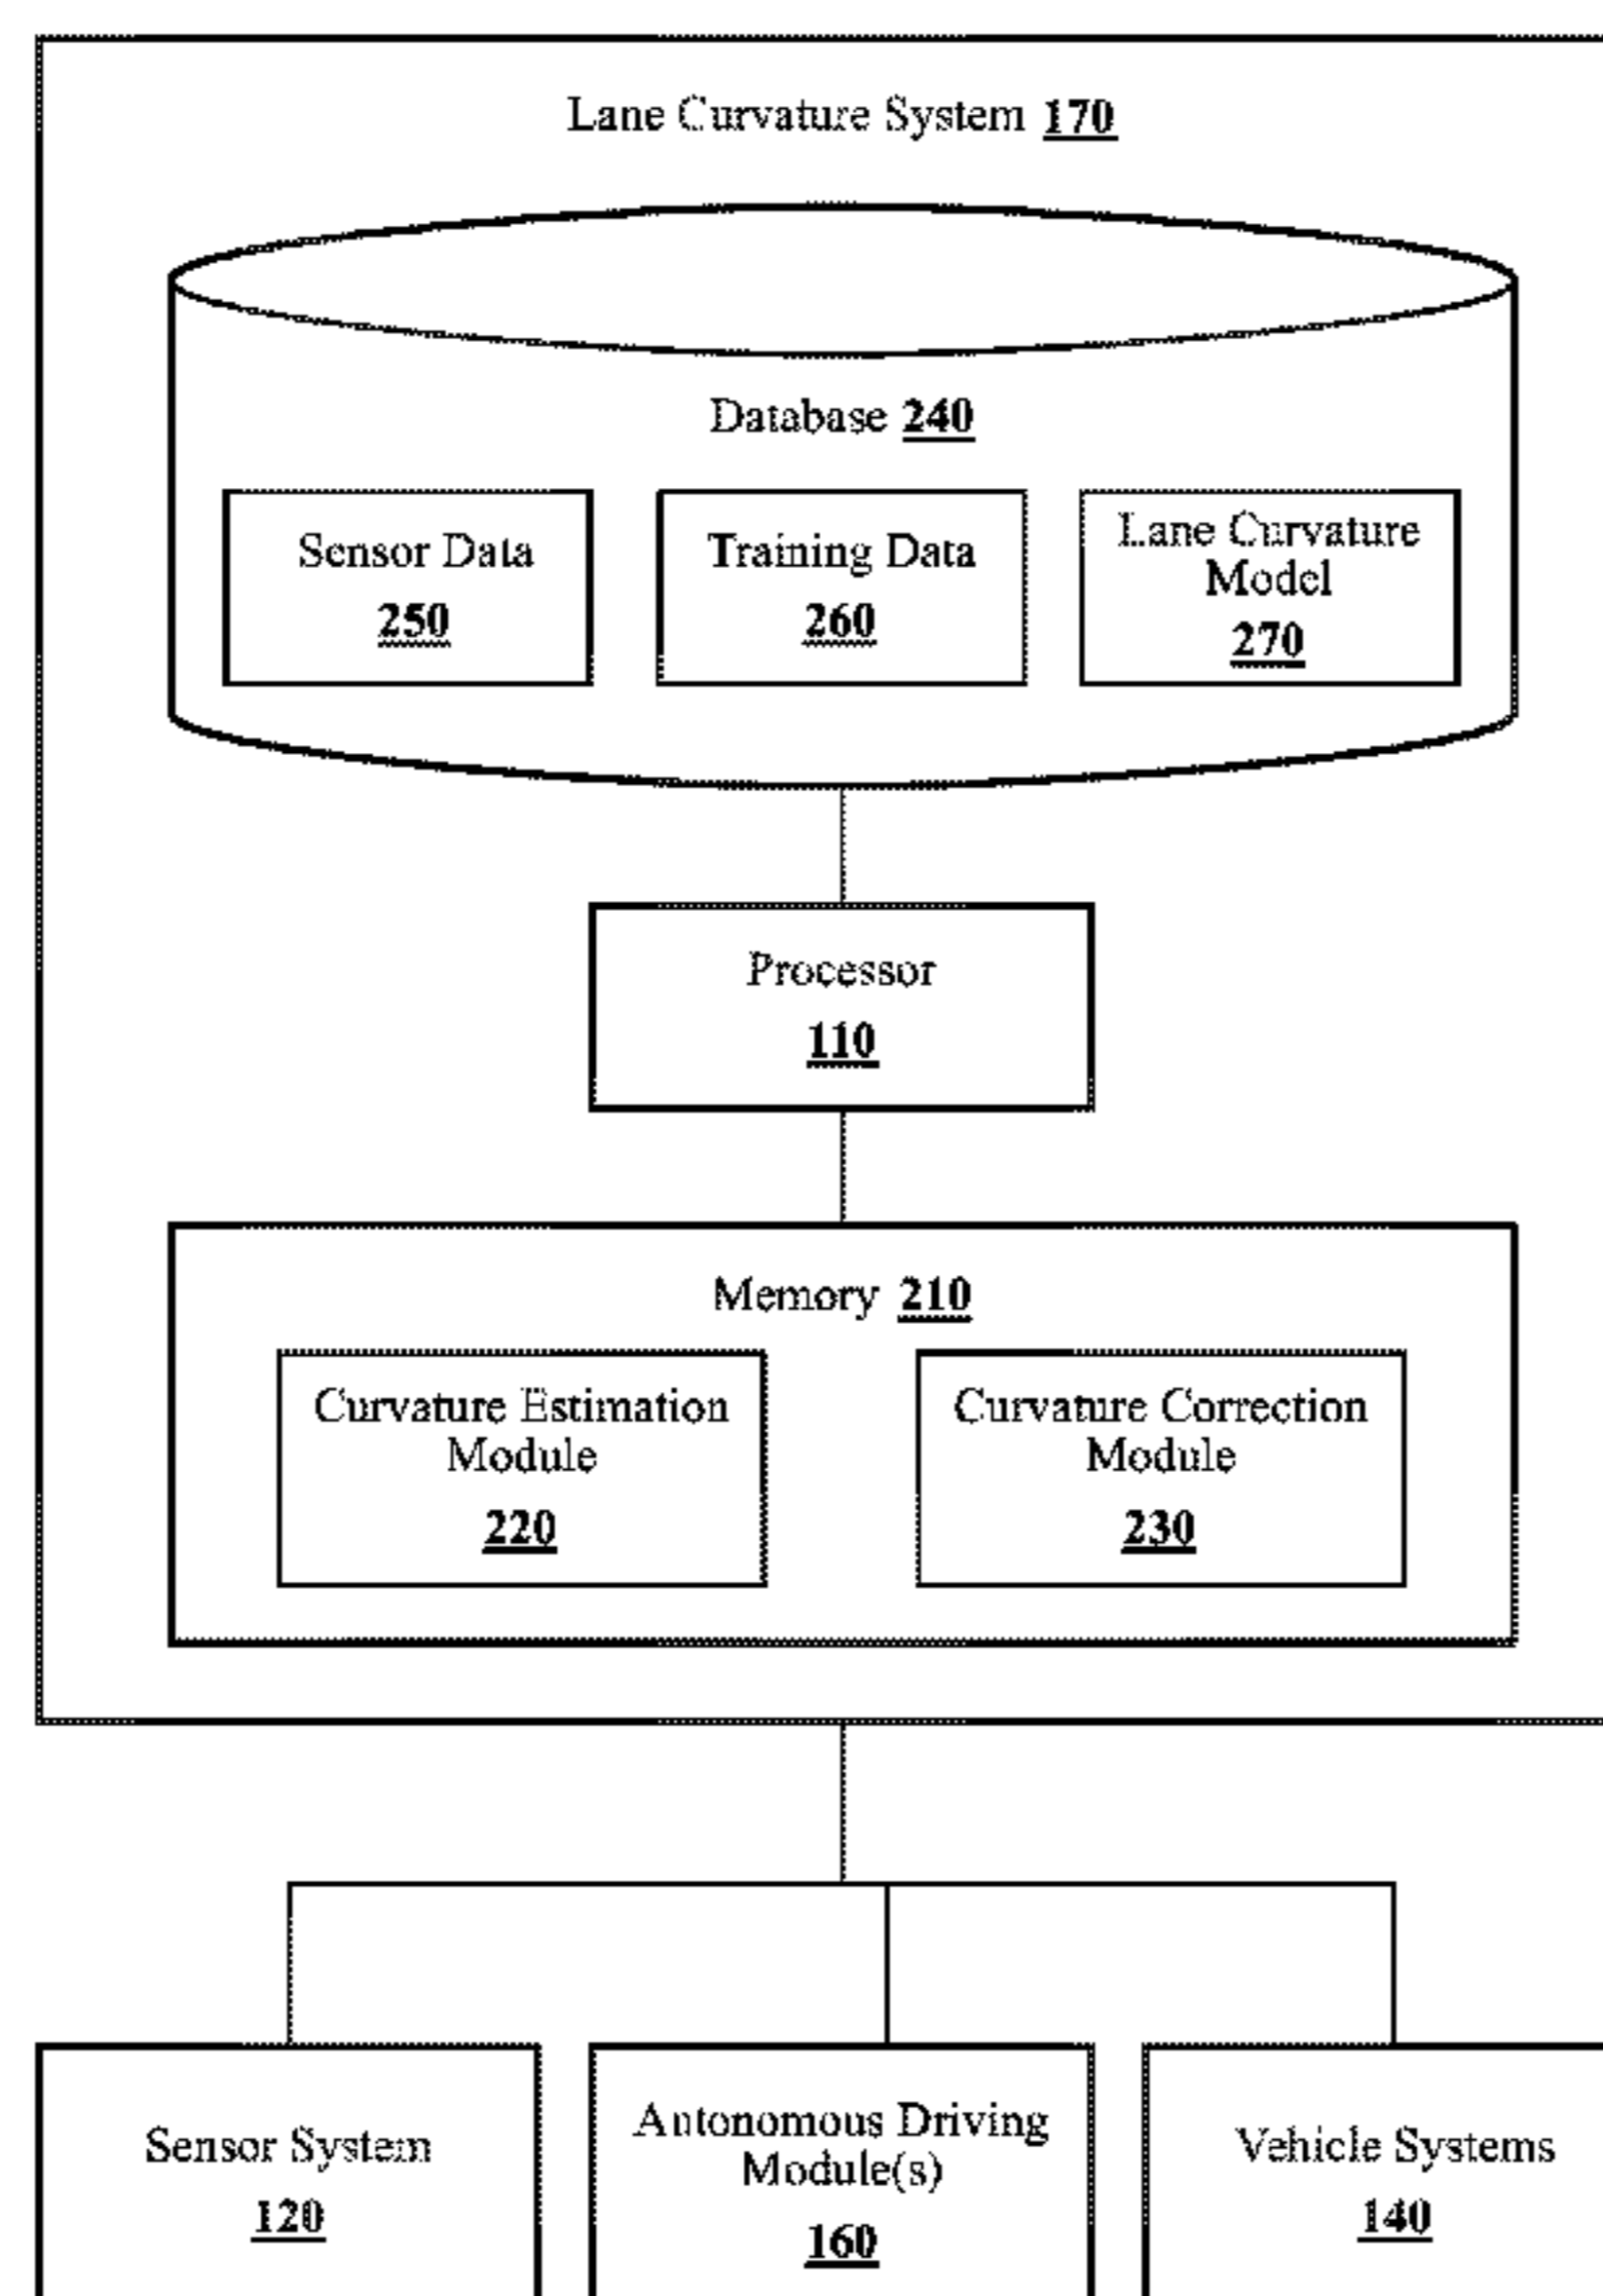 Lane Curvature System 170
Database 240
Sensor Data
250
Training Data
260
Lane Curvature
Model
270
Processor
110
Memory 210
Curvature Estimation
Module
220
Curvature Correction
Module
230
Sensor System
120
Autonomous Driving
Module(s)
160
Vehicle Systems
140